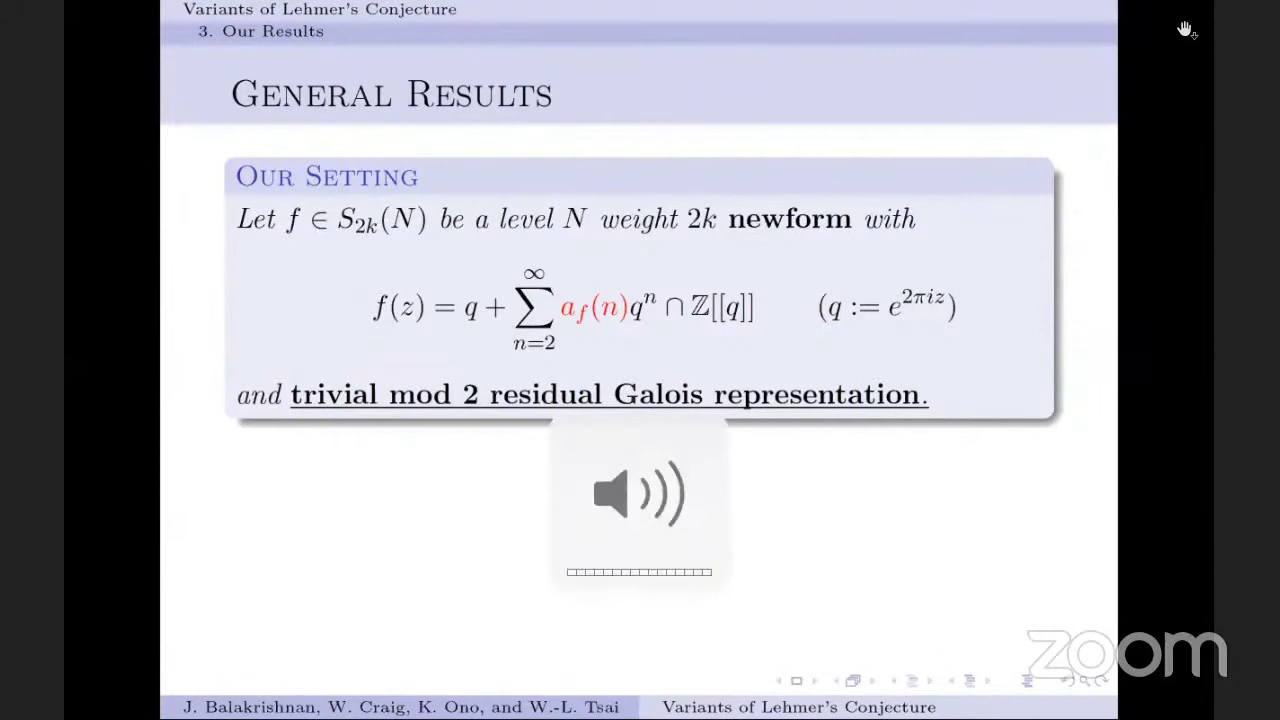 Variants of Lehmer's Conjecture
3. Our Results
General Results
Our Setting
Let f ∈ S_{2k}(N) be a level N weight 2k newform with
f(z) = q + \sum_{n=2}^{∞} a_f(n)q^n ∩ ℤ[[q]]  (q := e^{2πiz})
and trivial mod 2 residual Galois representation.
zoom
J. Balakrishnan, W. Craig, K. Ono, and W.-L. Tsai Variants of Lehmer's Conjecture